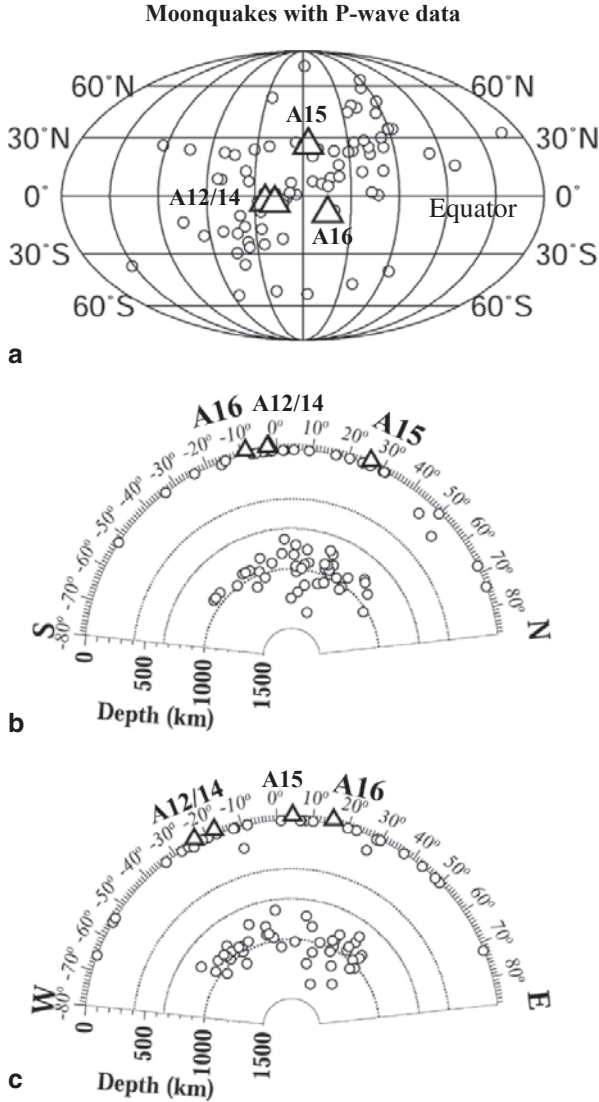 Moonquakes with P-wave data
60°N 60°N
A15
30°N 30°N
0° A12/14 0°
Equator
A16
30°S 30°S
60°S 60°S
a
A16 A12/14 A15
-80° -70° -60° -50° -40° -30° -20° -10° 0° 10° 20° 30° 40° 50° 60° 70° 80°
S N
0 500 1000 1500
Depth (km)
b
A12/14 A15 A16
-80° -70° -60° -50° -40° -30° -20° -10° 0° 10° 20° 30° 40° 50° 60° 70° 80°
W E
0 500 1000 1500
Depth (km)
c